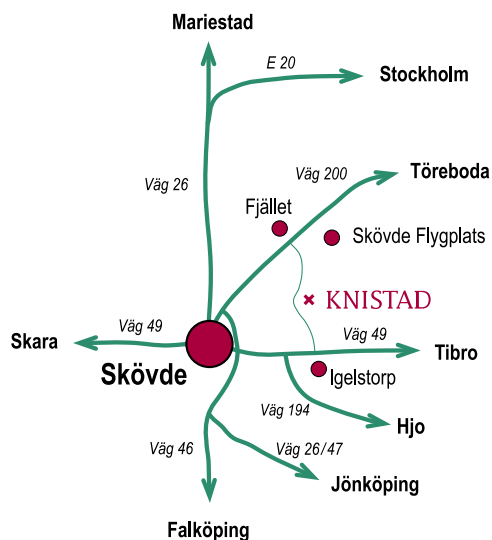 Mariestad
E 20
Stockholm
Väg 200
Töreboda
Väg 26
Fjället
Skövde Flygplats
KNISTAD
Skara
Väg 49
Väg 49
Tibro
Skövde
Igelstorp
Väg 194
Hjo
Väg 46
Väg 26/47
Jönköping
Falköping